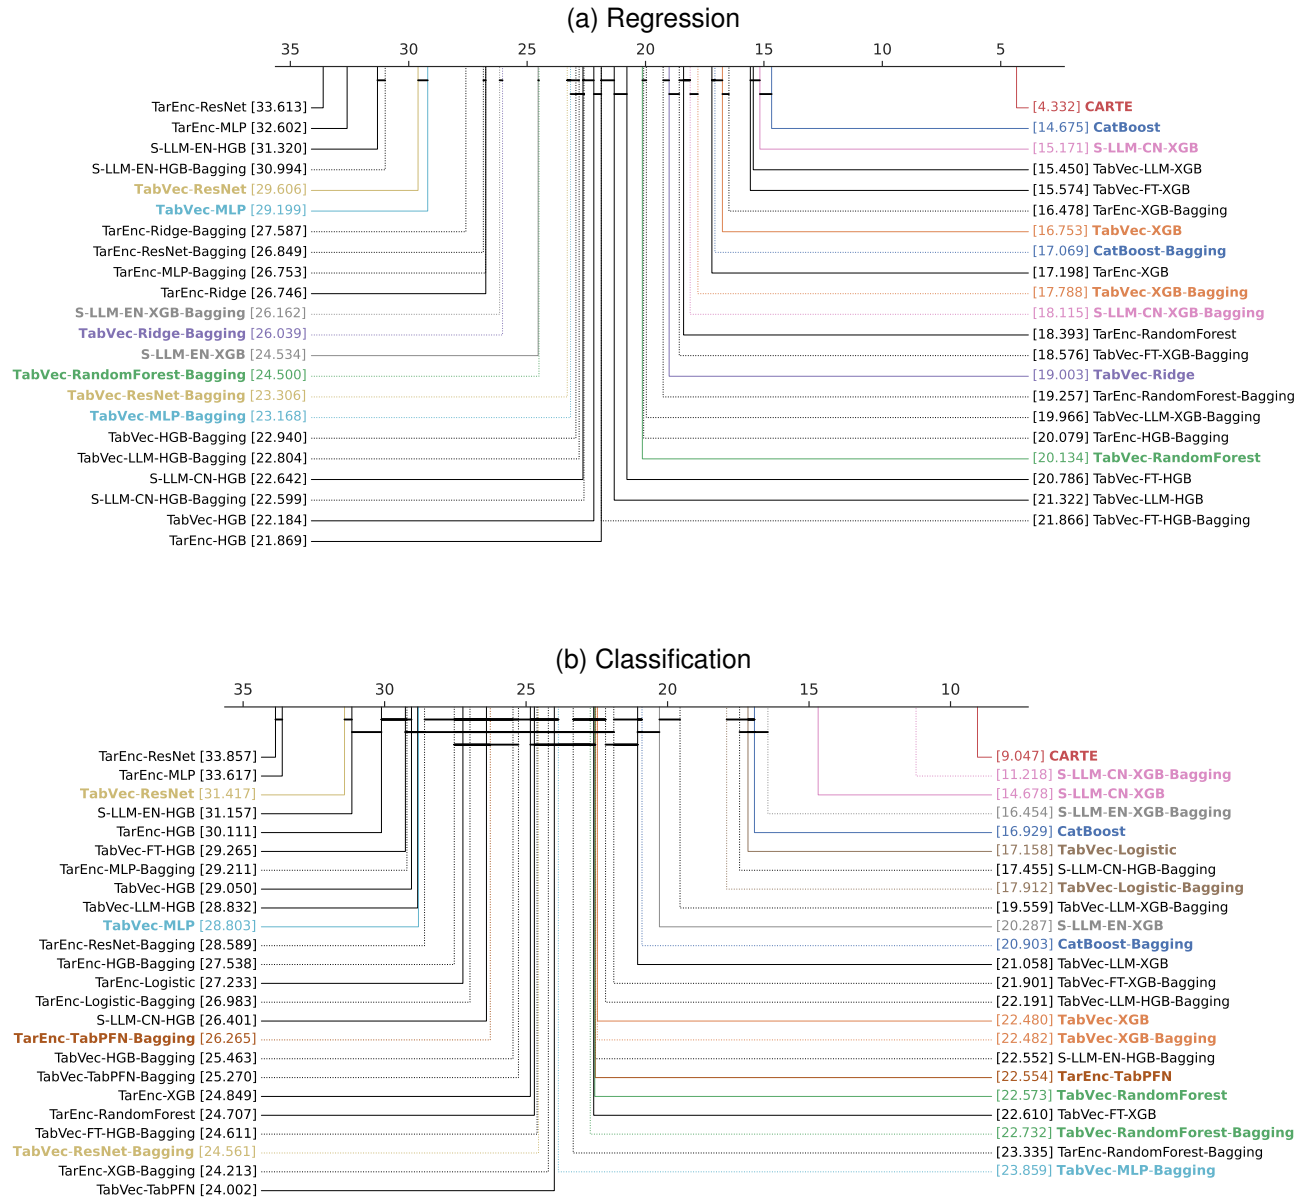 (a) Regression
35 30 25 20 15 10 5
TarEnc-ResNet [33.613]
TarEnc-MLP [32.602]
S-LLM-EN-HGB [31.320]
S-LLM-EN-HGB-Bagging [30.994]
TabVec-ResNet [29.606]
TabVec-MLP [29.199]
TarEnc-Ridge-Bagging [27.587]
TarEnc-ResNet-Bagging [26.849]
TarEnc-MLP-Bagging [26.753]
TarEnc-Ridge [26.746]
S-LLM-EN-XGB-Bagging [26.162]
TabVec-Ridge-Bagging [26.039]
S-LLM-EN-XGB [24.534]
TabVec-RandomForest-Bagging [24.500]
TabVec-ResNet-Bagging [23.306]
TabVec-MLP-Bagging [23.168]
TabVec-HGB-Bagging [22.940]
TabVec-LLM-HGB-Bagging [22.804]
S-LLM-CN-HGB [22.642]
S-LLM-CN-HGB-Bagging [22.599]
TabVec-HGB [22.184]
TarEnc-HGB [21.869]
[4.332] CARTE
[14.675] CatBoost
[15.171] S-LLM-CN-XGB
[15.450] TabVec-LLM-XGB
[15.574] TabVec-FT-XGB
[16.478] TarEnc-XGB-Bagging
[16.753] TabVec-XGB
[17.069] CatBoost-Bagging
[17.198] TarEnc-XGB
[17.788] TabVec-XGB-Bagging
[18.115] S-LLM-CN-XGB-Bagging
[18.393] TarEnc-RandomForest
[18.576] TabVec-FT-XGB-Bagging
[19.003] TabVec-Ridge
[19.257] TarEnc-RandomForest-Bagging
[19.966] TabVec-LLM-XGB-Bagging
[20.079] TarEnc-HGB-Bagging
[20.134] TabVec-RandomForest
[20.786] TabVec-FT-HGB
[21.322] TabVec-LLM-HGB
[21.866] TabVec-FT-HGB-Bagging
(b) Classification
35 30 25 20 15 10
TarEnc-ResNet [33.857]
TarEnc-MLP [33.617]
TabVec-ResNet [31.417]
S-LLM-EN-HGB [31.157]
TarEnc-HGB [30.111]
TabVec-FT-HGB [29.265]
TarEnc-MLP-Bagging [29.211]
TabVec-HGB [29.050]
TabVec-LLM-HGB [28.832]
TabVec-MLP [28.803]
TarEnc-ResNet-Bagging [28.589]
TarEnc-HGB-Bagging [27.538]
TarEnc-Logistic [27.233]
TarEnc-Logistic-Bagging [26.983]
S-LLM-CN-HGB [26.401]
TarEnc-TabPFN-Bagging [26.265]
TabVec-HGB-Bagging [25.463]
TabVec-TabPFN-Bagging [25.270]
TarEnc-XGB [24.849]
TarEnc-RandomForest [24.707]
TabVec-FT-HGB-Bagging [24.611]
TabVec-ResNet-Bagging [24.561]
TarEnc-XGB-Bagging [24.213]
TabVec-TabPFN [24.002]
[9.047] CARTE
[11.218] S-LLM-CN-XGB-Bagging
[14.678] S-LLM-CN-XGB
[16.454] S-LLM-EN-XGB-Bagging
[16.929] CatBoost
[17.158] TabVec-Logistic
[17.455] S-LLM-CN-HGB-Bagging
[17.912] TabVec-Logistic-Bagging
[19.559] TabVec-LLM-XGB-Bagging
[20.287] S-LLM-EN-XGB
[20.903] CatBoost-Bagging
[21.058] TabVec-LLM-XGB
[21.901] TabVec-FT-XGB-Bagging
[22.191] TabVec-LLM-HGB-Bagging
[22.480] TabVec-XGB
[22.482] TabVec-XGB-Bagging
[22.552] S-LLM-EN-HGB-Bagging
[22.554] TarEnc-TabPFN
[22.573] TabVec-RandomForest
[22.610] TabVec-FT-XGB
[22.732] TabVec-RandomForest-Bagging
[23.335] TarEnc-RandomForest-Bagging
[23.859] TabVec-MLP-Bagging